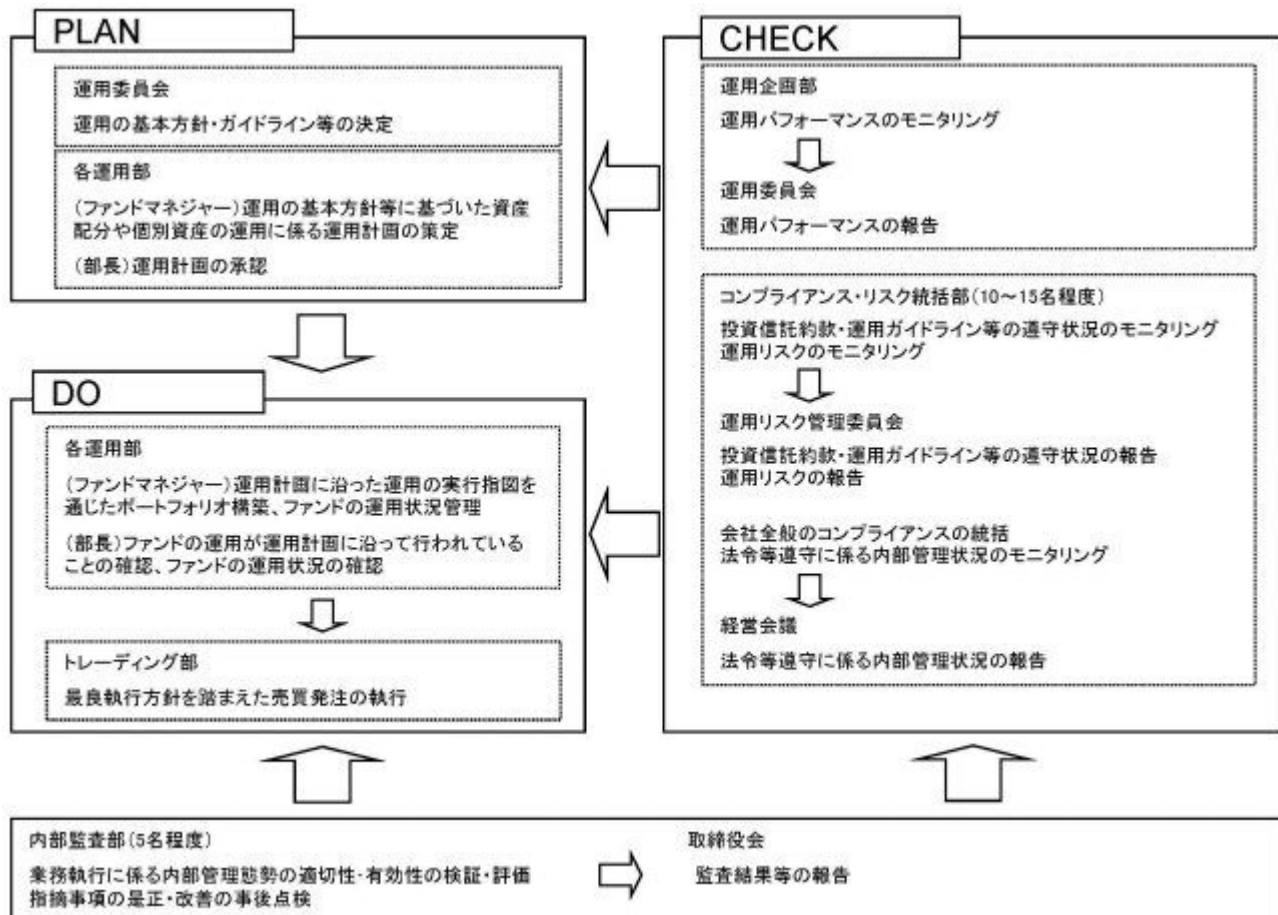 PLAN
運用委員会
運用の基本方針・ガイドライン等の決定
各運用部
(ファンドマネジャー)運用の基本方針等に基づいた資産
配分や個別資産の運用に係る運用計画の策定
(部長)運用計画の承認
DO
各運用部
(ファンドマネジャー)運用計画に沿った運用の実行指図を
通じたポートフォリオ構築、ファンドの運用状況管理
(部長)ファンドの運用が運用計画に沿って行われている
ことの確認、ファンドの運用状況の確認
トレーディング部
最良執行方針を踏まえた売買発注の執行
CHECK
運用企画部
運用パフォーマンスのモニタリング
運用委員会
運用パフォーマンスの報告
コンプライアンス・リスク統括部(10～15名程度)
投資信託約款・運用ガイドライン等の遵守状況のモニタリング
運用リスクのモニタリング
運用リスク管理委員会
投資信託約款・運用ガイドライン等の遵守状況の報告
運用リスクの報告
会社全般のコンプライアンスの統括
法令等遵守に係る内部管理状況のモニタリング
経営会議
法令等遵守に係る内部管理状況の報告
内部監査部(5名程度)
業務執行に係る内部管理態勢の適切性・有効性の検証・評価
指摘事項の是正・改善の事後点検
取締役会
監査結果等の報告